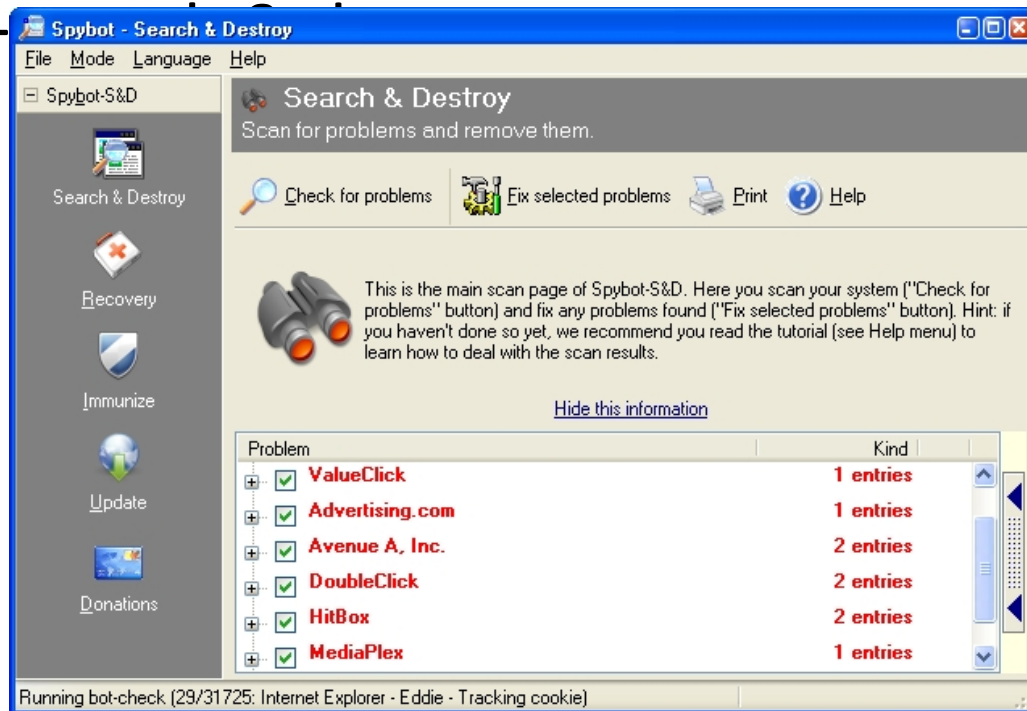 Spybot - Search & Destroy
File Mode Language Help
Spybot-S&D
Search & Destroy
Recovery
Immunize
Update
Donations
Search & Destroy
Scan for problems and remove them.
Check for problems
Fix selected problems
Print
Help
This is the main scan page of Spybot-S&D. Here you scan your system ("Check for
problems" button) and fix any problems found ("Fix selected problems" button). Hint: if
you haven't done so yet, we recommend you read the tutorial (see Help menu) to
learn how to deal with the scan results.
Hide this information
Problem Kind
ValueClick 1 entries
Advertising.com 1 entries
Avenue A, Inc. 2 entries
DoubleClick 2 entries
HitBox 2 entries
MediaPlex 1 entries
Running bot-check (29/31725: Internet Explorer - Eddie - Tracking cookie)